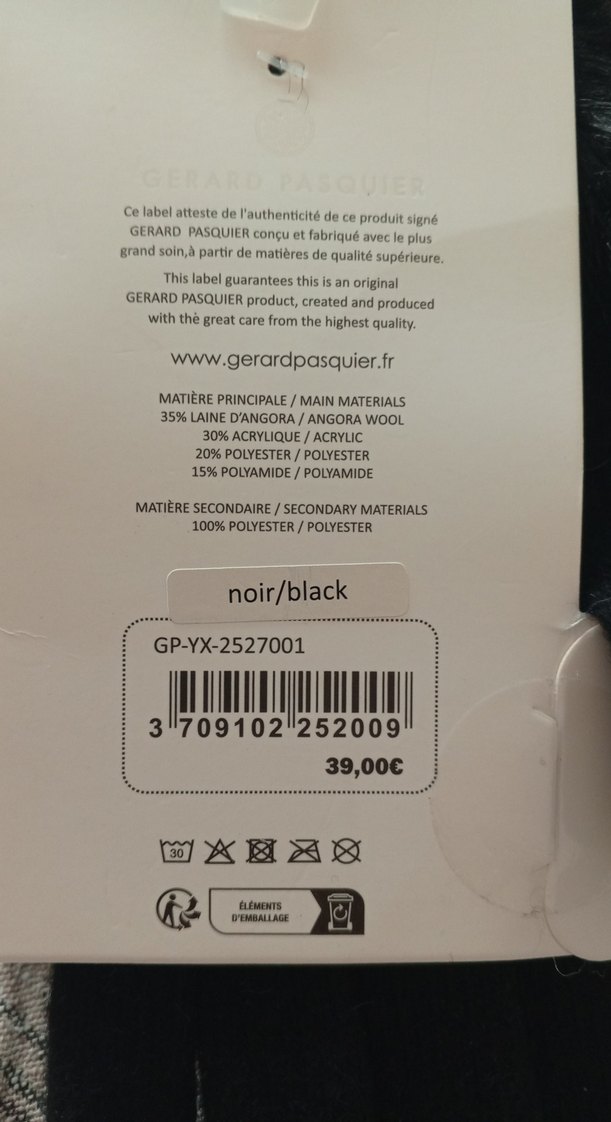 GERARD PASQUIER
Ce label atteste de l'authenticité de ce produit signé
GERARD PASQUIER conçu et fabriqué avec le plus
grand soin,à partir de matières de qualité supérieure.
This label guarantees this is an original
GERARD PASQUIER product, created and produced
with thè great care from the highest quality.
www.gerardpasquier.fr
MATIÈRE PRINCIPALE / MAIN MATERIALS
35% LAINE D'ANGORA / ANGORA WOOL
30% ACRYLIQUE / ACRYLIC
20% POLYESTER / POLYESTER
15% POLYAMIDE / POLYAMIDE
MATIÈRE SECONDAIRE / SECONDARY MATERIALS
100% POLYESTER / POLYESTER
noir/black
GP-YX-2527001
3 709102 252009
39,00€
30
ÉLÉMENTS
D'EMBALLAGE